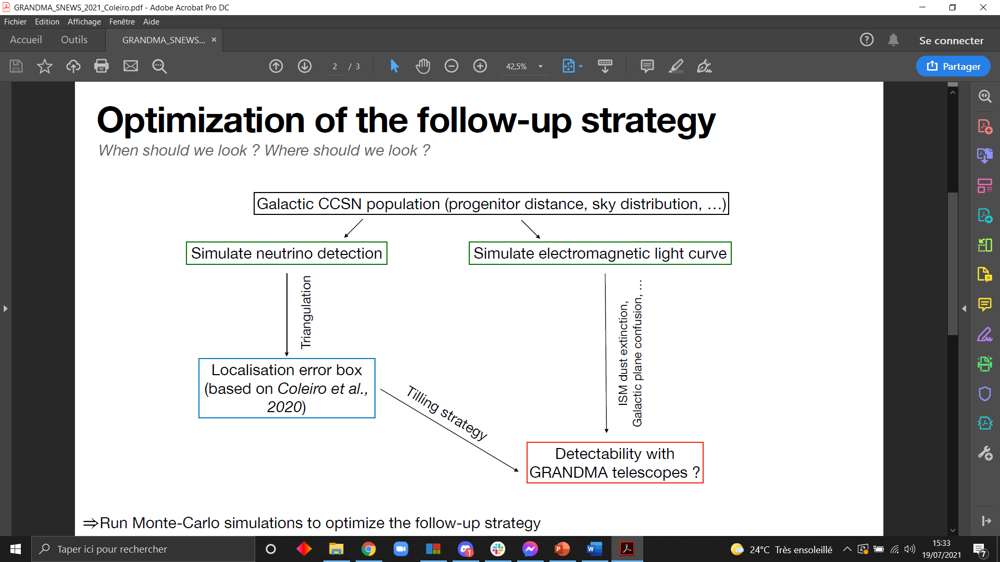 GRANDMA_SNEWS_2021_Coleiro.pdf - Adobe Acrobat Pro DC
Fichier Edition Affichage Fenêtre Aide
Accueil Outils GRANDMA_SNEWS... × Se connecter
2 / 3 42,5% Partager
Optimization of the follow-up strategy
When should we look ? Where should we look ?
Galactic CCSN population (progenitor distance, sky distribution, …)
Simulate neutrino detection
Simulate electromagnetic light curve
Triangulation
ISM dust extinction,
Galactic plane confusion, …
Localisation error box
(based on Coleiro et al.,
2020)
Tilling strategy
Detectability with
GRANDMA telescopes ?
⇒Run Monte-Carlo simulations to optimize the follow-up strategy
Taper ici pour rechercher
1
P
W
24°C Très ensoleillé
15:33
19/07/2021
7